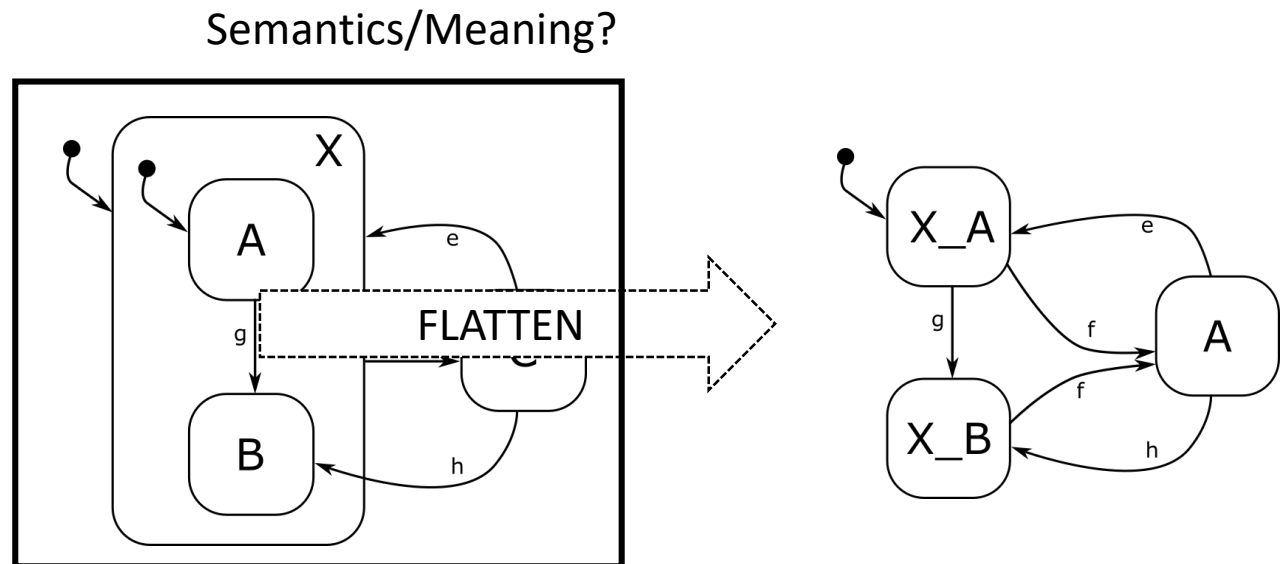 Semantics/Meaning?
X
A
e
g
FLATTEN
B
h
X_A
e
g
f
A
f
X_B
h